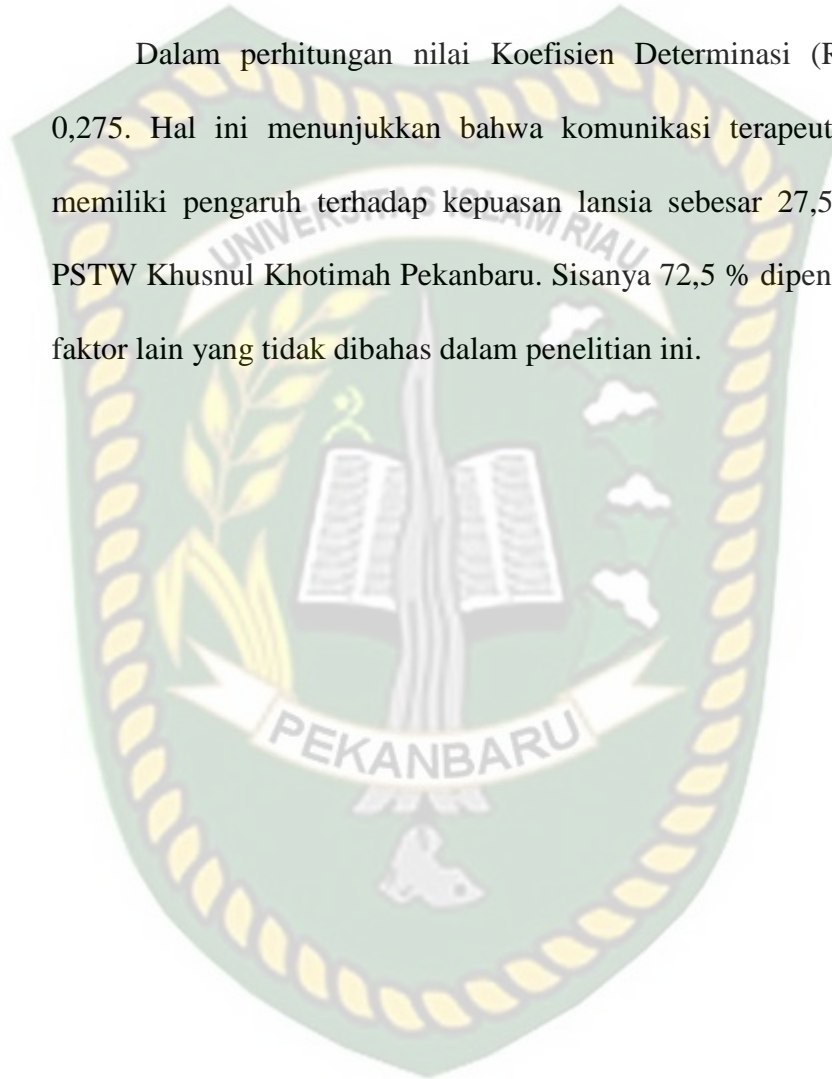 Dalam perhitungan nilai Koefisien Determinasi (R
0,275. Hal ini menunjukkan bahwa komunikasi terapeut
memiliki pengaruh terhadap kepuasan lansia sebesar 27,5
PSTW Khusnul Khotimah Pekanbaru. Sisanya 72,5 % dipen
faktor lain yang tidak dibahas dalam penelitian ini.
UNIVERSITAS ISLAM RIAU
PEKANBARU